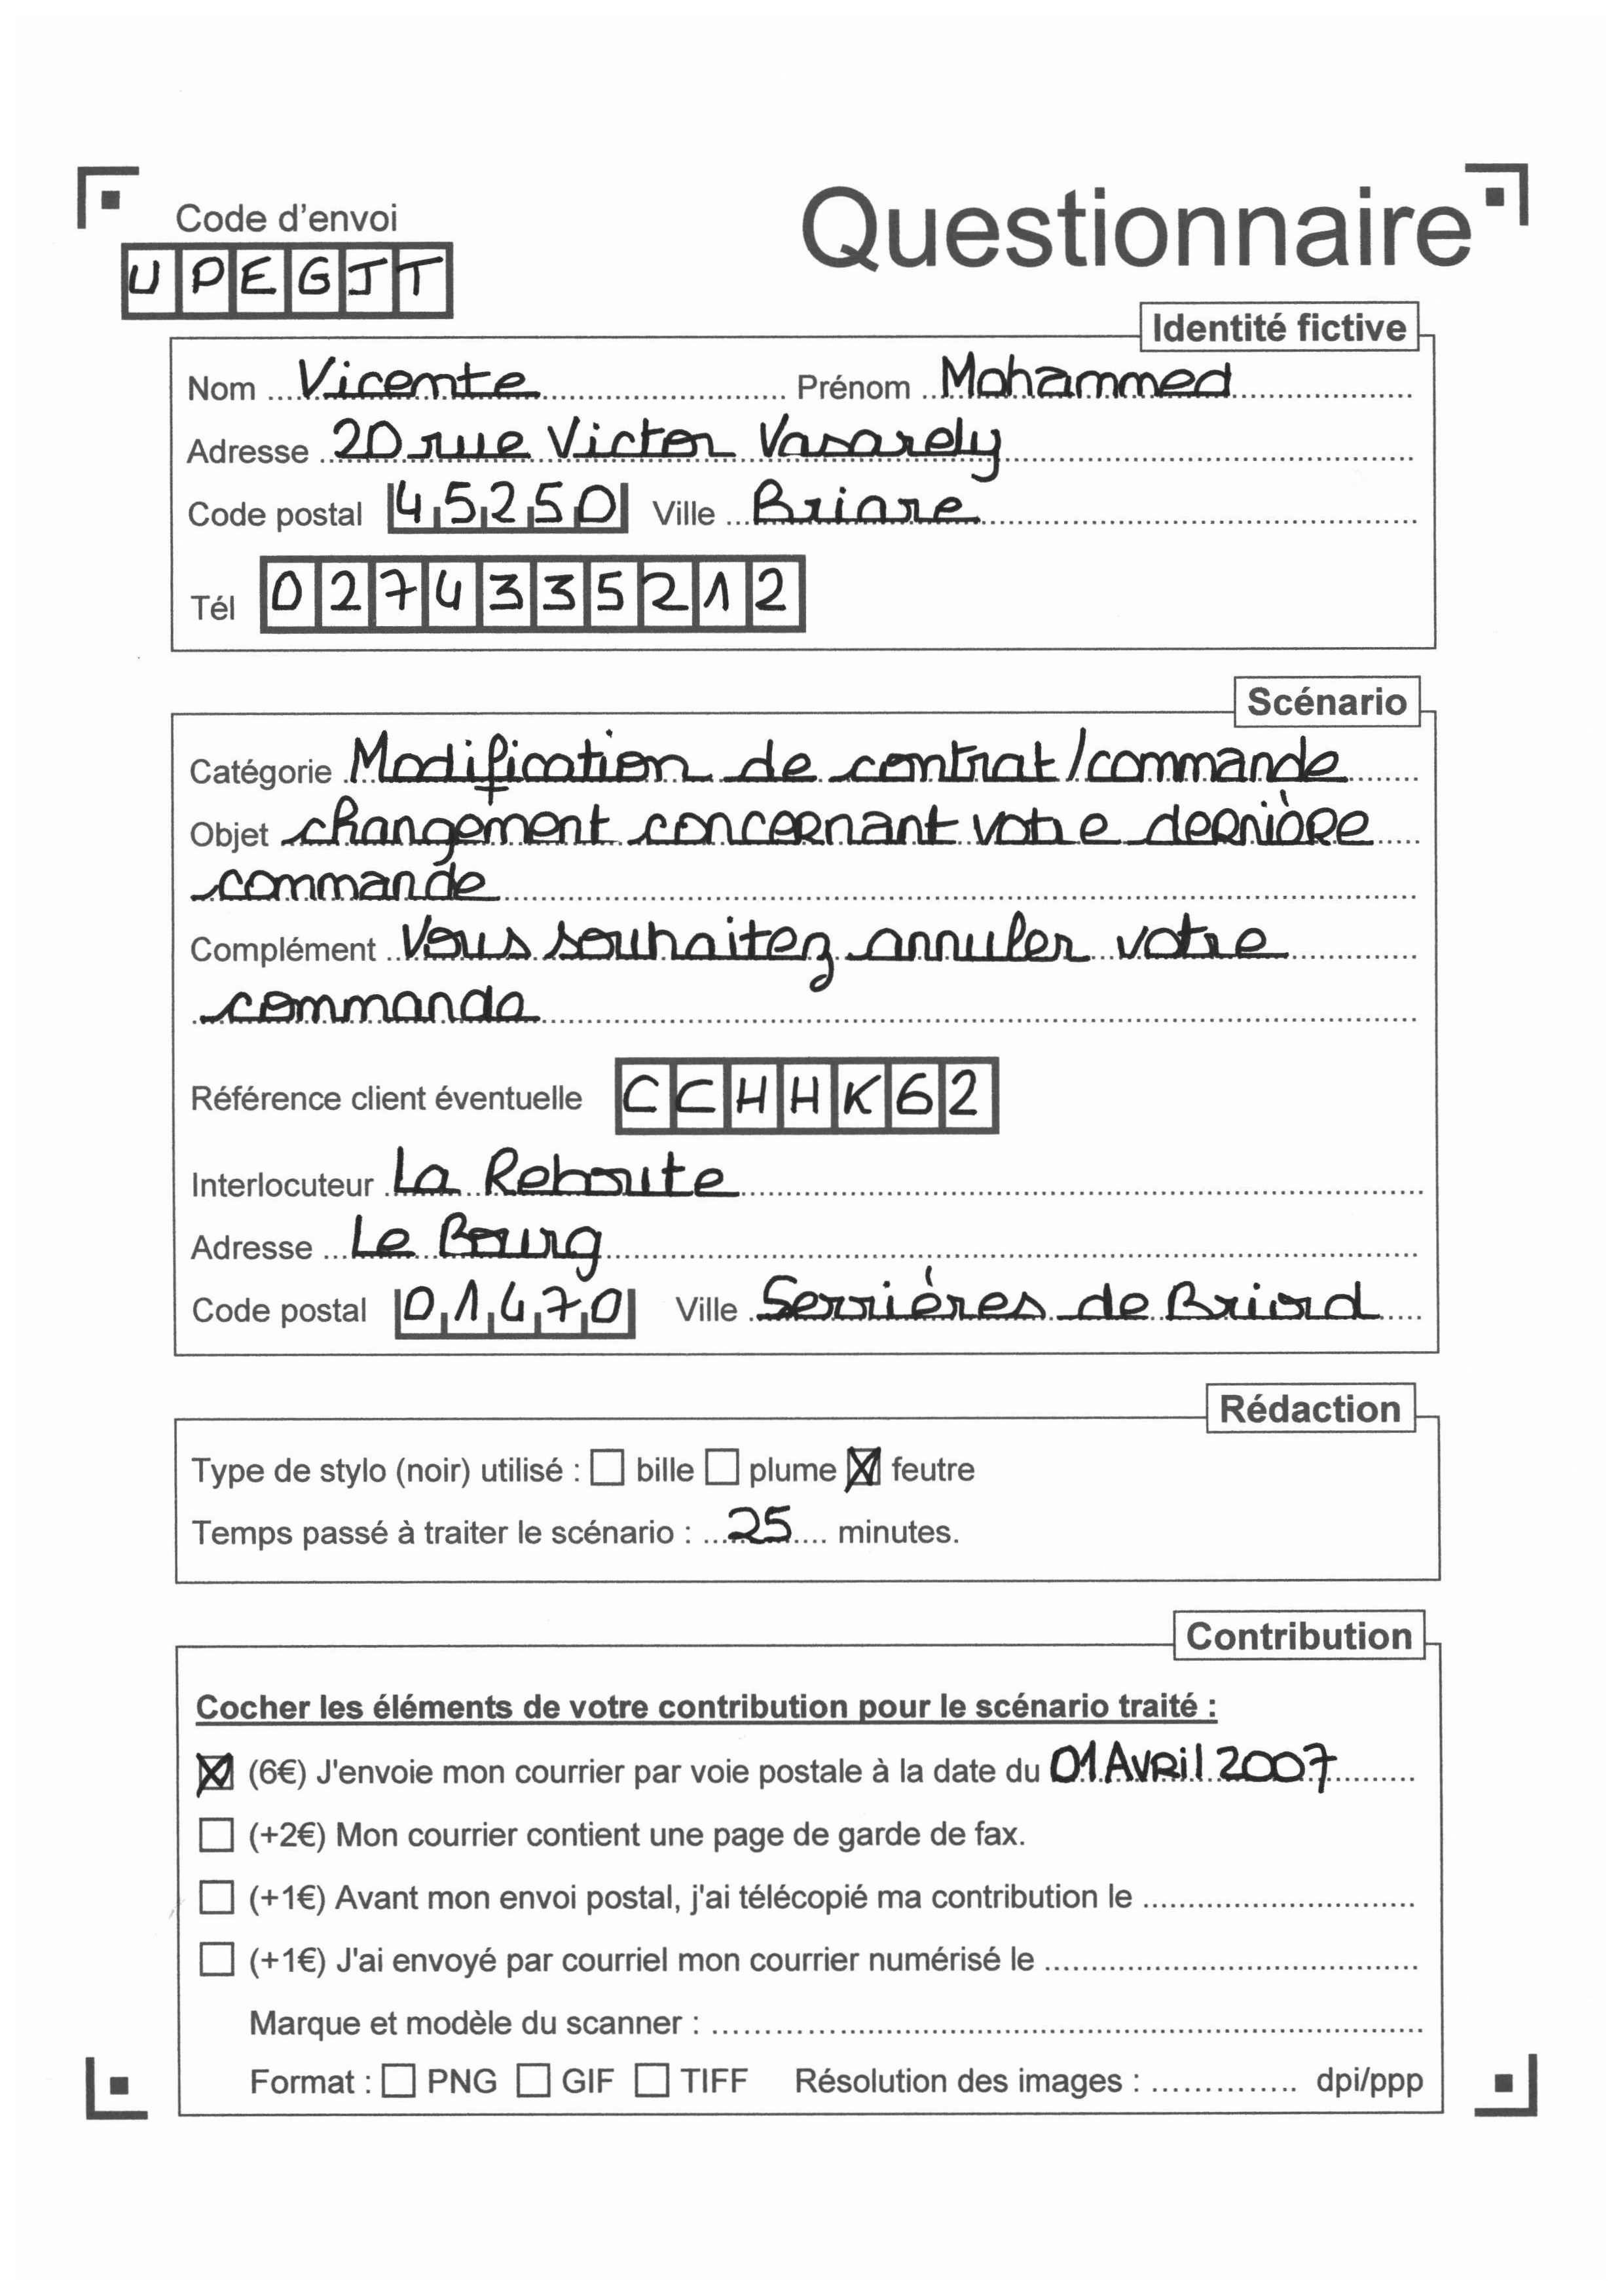 Code d'envoi
Questionnaire
UPEGJT
Identité fictive
Nom Vicente Prénom Mohammed
Adresse 20 rue Victor Vasarely
Code postal 45250 Ville Briare
Tél 0274335212
Scénario
Catégorie Modification de contrat/commande
Objet changement concernant votre dernière
commande
Complément Vous souhaitez annuler votre
commande
Référence client éventuelle CCHHK62
Interlocuteur La Reboute
Adresse Le Bourg
Code postal 01470 Ville Serrières de Briord
Rédaction
Type de stylo (noir) utilisé : ☐ bille ☐ plume ☒ feutre
Temps passé à traiter le scénario : 25 minutes.
Contribution
Cocher les éléments de votre contribution pour le scénario traité :
☒ (6€) J'envoie mon courrier par voie postale à la date du 01 Avril 2007
☐ (+2€) Mon courrier contient une page de garde de fax.
☐ (+1€) Avant mon envoi postal, j'ai télécopié ma contribution le
☐ (+1€) J'ai envoyé par courriel mon courrier numérisé le
Marque et modèle du scanner :
Format : ☐ PNG ☐ GIF ☐ TIFF Résolution des images : dpi/ppp